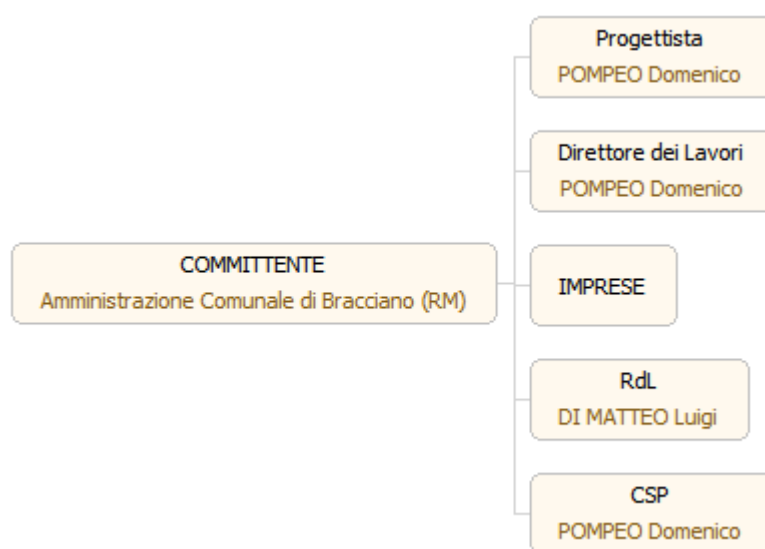 Progettista
POMPEO Domenico
Direttore dei Lavori
POMPEO Domenico
COMMITTENTE
Amministrazione Comunale di Bracciano (RM)
IMPRESE
RdL
DI MATTEO Luigi
CSP
POMPEO Domenico